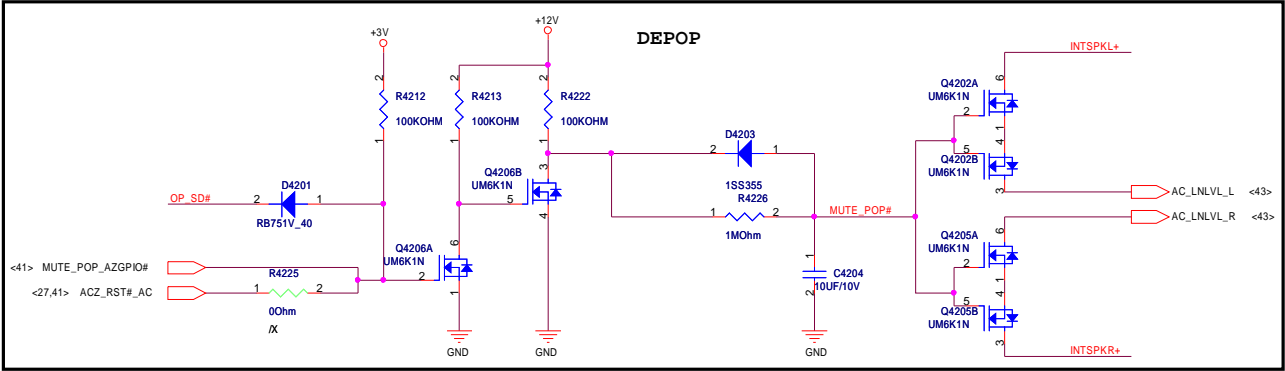 DEPOP
+3V
+12V
INTSPKL+
2
2
2
R4212
R4213
R4222
100KOHM
100KOHM
100KOHM
1
1
1
Q4202A
UM6K1N
6
2
1
D4203
2
1
1SS355
Q4206B
UM6K1N
3
5
4
5
4
Q4202B
UM6K1N
3
D4201
OP_SD#
2
1
RB751V_40
R4226
1
2
1MOhm
MUTE_POP#
AC_LNLVL_L <43>
AC_LNLVL_R <43>
Q4206A
UM6K1N
6
2
1
<41> MUTE_POP_AZGPIO#
R4225
<27,41> ACZ_RST#_AC
1
2
0Ohm
/X
1
C4204
10UF/10V
2
Q4205A
UM6K1N
6
2
1
5
4
Q4205B
UM6K1N
3
INTSPKR+
GND
GND
GND